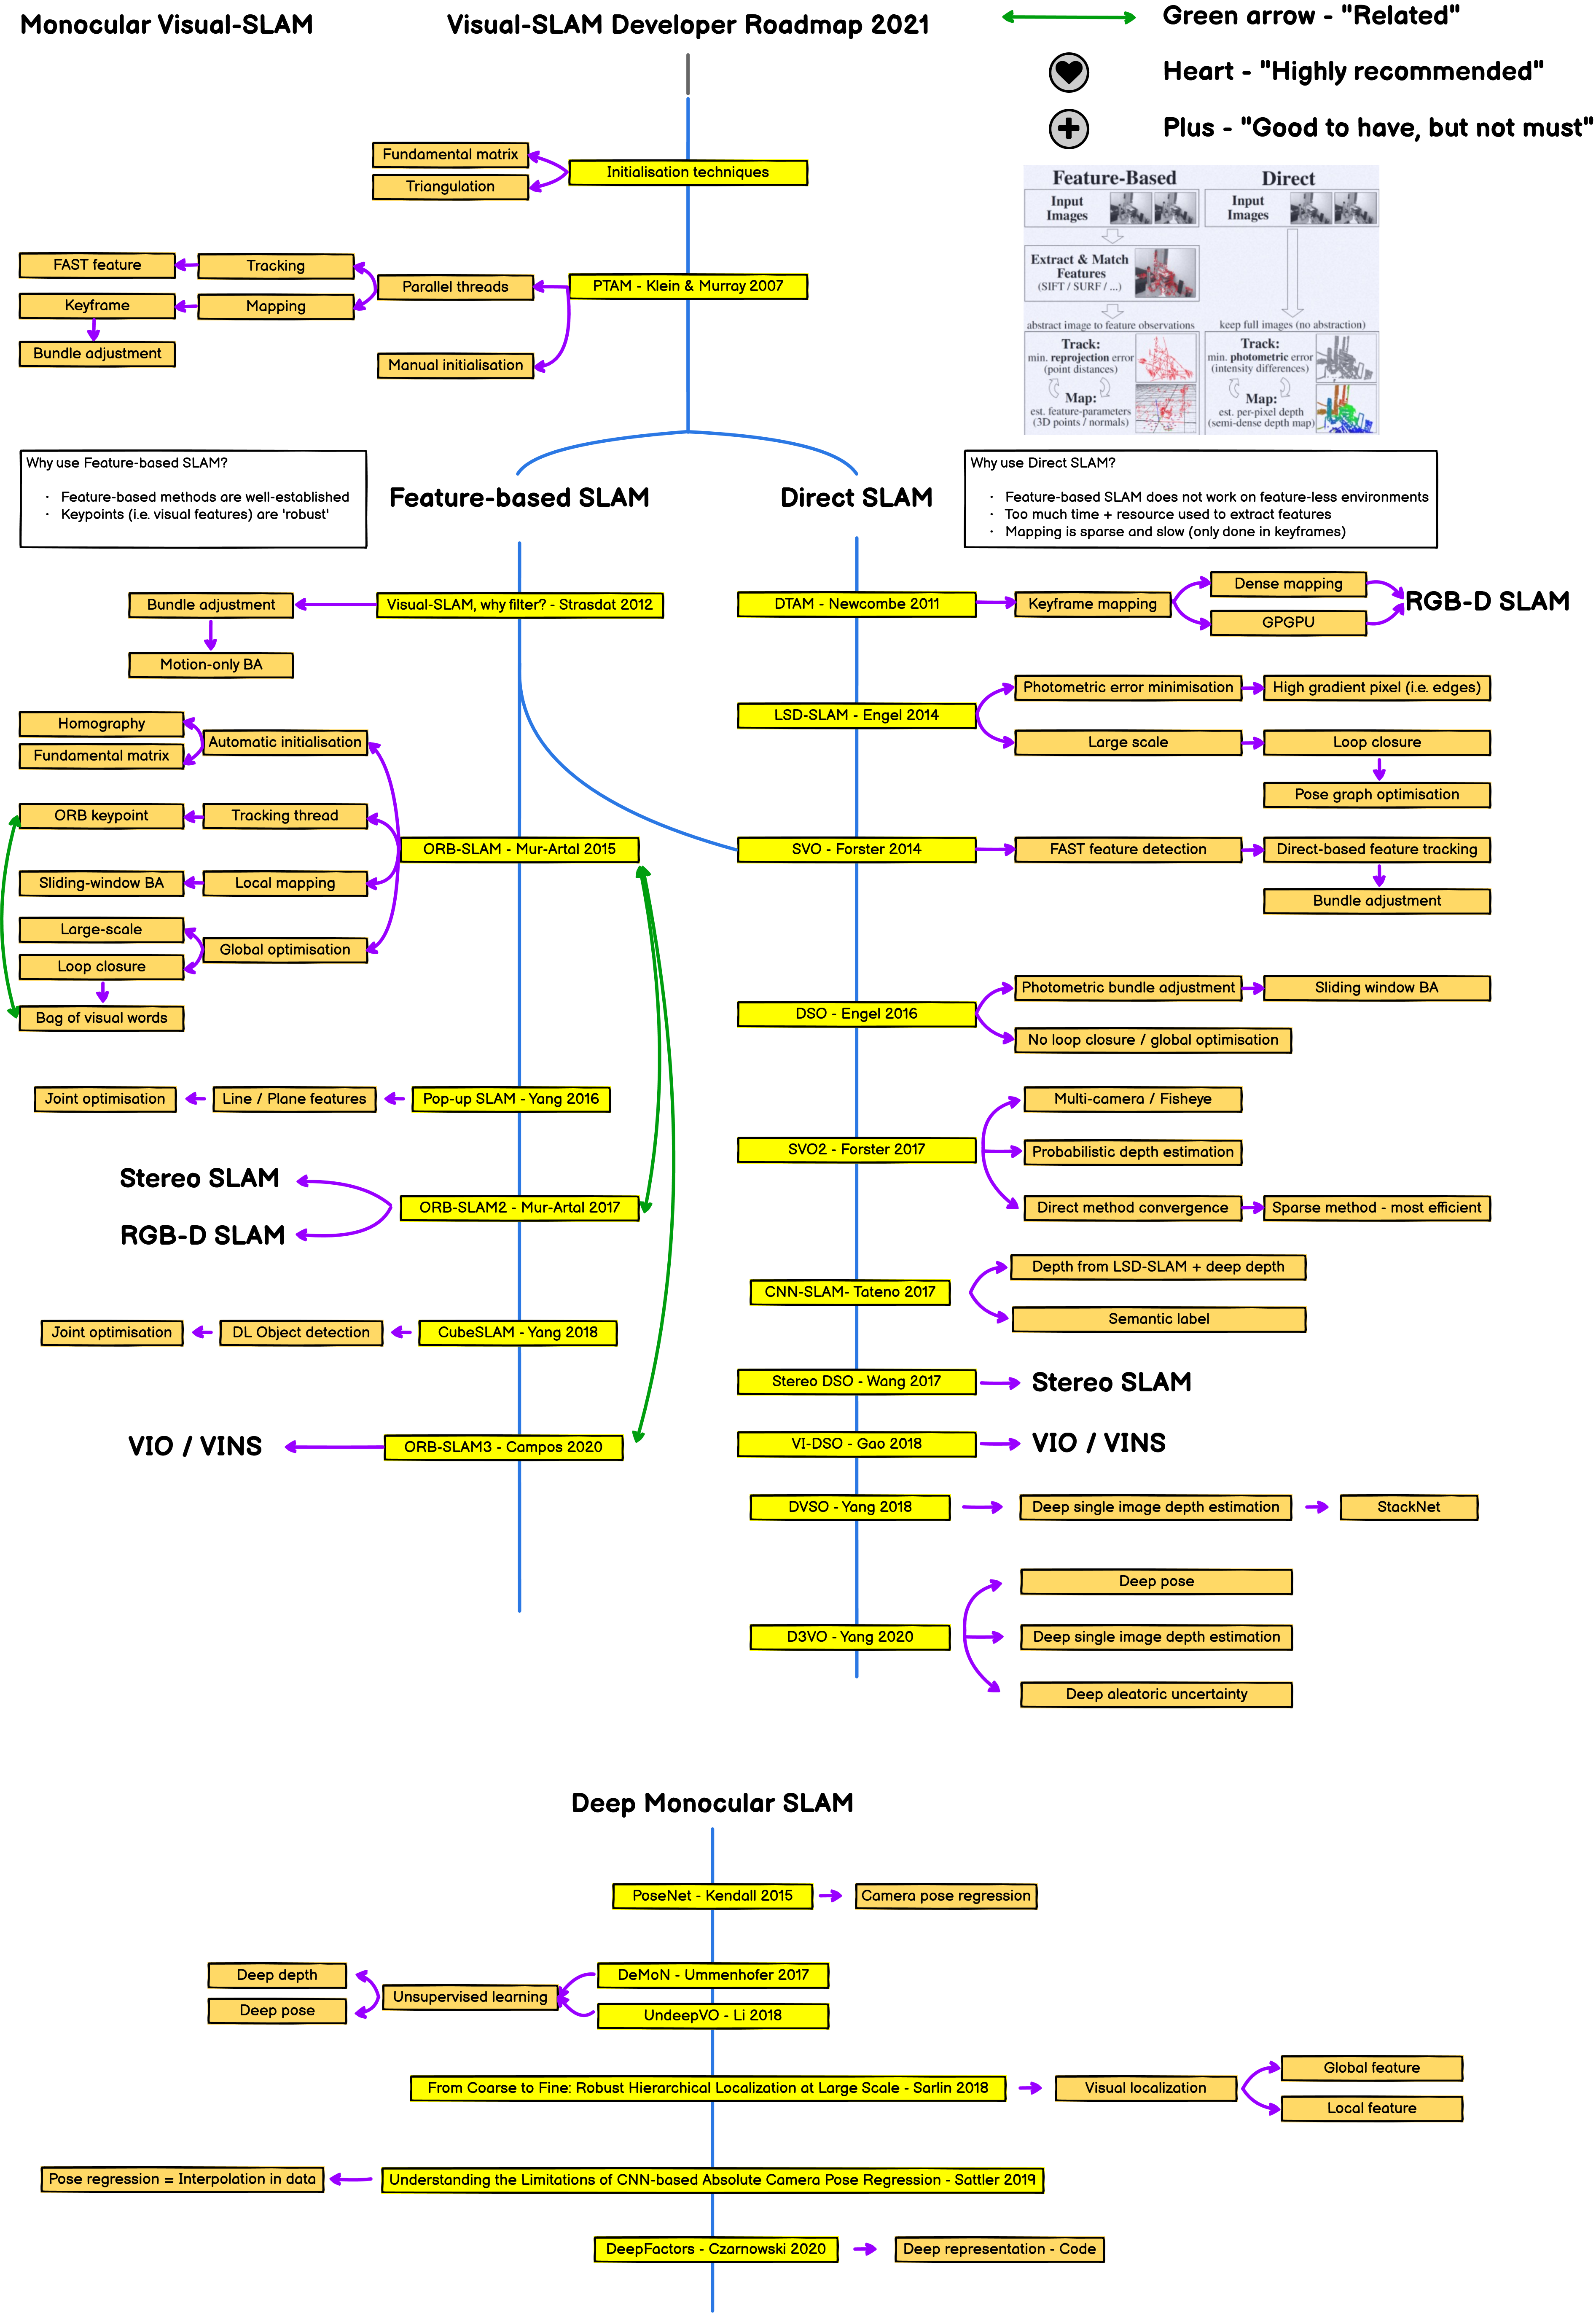 Monocular Visual-SLAM
Visual-SLAM Developer Roadmap 2021
Green arrow - "Related"
Heart - "Highly recommended"
Plus - "Good to have, but not must"
Fundamental matrix
Triangulation
Initialisation techniques
FAST feature
Tracking
Keyframe
Mapping
Bundle adjustment
Parallel threads
PTAM - Klein & Murray 2007
Manual initialisation
Feature-Based
Direct
Input
Images
Input
Images
Extract & Match
Features
(SIFT / SURF / ...)
abstract image to feature observations
keep full images (no abstraction)
Track:
min. reprojection error
(point distances)
Map:
est. feature-parameters
(3D points / normals)
Track:
min. photometric error
(intensity differences)
Map:
est. per-pixel depth
(semi-dense depth map)
Why use Feature-based SLAM?
· Feature-based methods are well-established
· Keypoints (i.e. visual features) are 'robust'
Feature-based SLAM
Direct SLAM
Why use Direct SLAM?
· Feature-based SLAM does not work on feature-less environments
· Too much time + resource used to extract features
· Mapping is sparse and slow (only done in keyframes)
Bundle adjustment
Visual-SLAM, why filter? - Strasdat 2012
Motion-only BA
Homography
Fundamental matrix
Automatic initialisation
ORB keypoint
Tracking thread
ORB-SLAM - Mur-Artal 2015
Sliding-window BA
Local mapping
Large-scale
Global optimisation
Loop closure
Bag of visual words
Joint optimisation
Line / Plane features
Pop-up SLAM - Yang 2016
Stereo SLAM
ORB-SLAM2 - Mur-Artal 2017
RGB-D SLAM
Joint optimisation
DL Object detection
CubeSLAM - Yang 2018
VIO / VINS
ORB-SLAM3 - Campos 2020
DTAM - Newcombe 2011
Keyframe mapping
Dense mapping
GPGPU
RGB-D SLAM
LSD-SLAM - Engel 2014
Photometric error minimisation
High gradient pixel (i.e. edges)
Large scale
Loop closure
Pose graph optimisation
SVO - Forster 2014
FAST feature detection
Direct-based feature tracking
Bundle adjustment
DSO - Engel 2016
Photometric bundle adjustment
Sliding window BA
No loop closure / global optimisation
SVO2 - Forster 2017
Multi-camera / Fisheye
Probabilistic depth estimation
Direct method convergence
Sparse method - most efficient
CNN-SLAM- Tateno 2017
Depth from LSD-SLAM + deep depth
Semantic label
Stereo DSO - Wang 2017
Stereo SLAM
VI-DSO - Gao 2018
VIO / VINS
DVSO - Yang 2018
Deep single image depth estimation
StackNet
D3VO - Yang 2020
Deep pose
Deep single image depth estimation
Deep aleatoric uncertainty
Deep Monocular SLAM
PoseNet - Kendall 2015
Camera pose regression
Deep depth
Deep pose
Unsupervised learning
DeMoN - Ummenhofer 2017
UndeepVO - Li 2018
From Coarse to Fine: Robust Hierarchical Localization at Large Scale - Sarlin 2018
Visual localization
Global feature
Local feature
Pose regression = Interpolation in data
Understanding the Limitations of CNN-based Absolute Camera Pose Regression - Sattler 2019
DeepFactors - Czarnowski 2020
Deep representation - Code